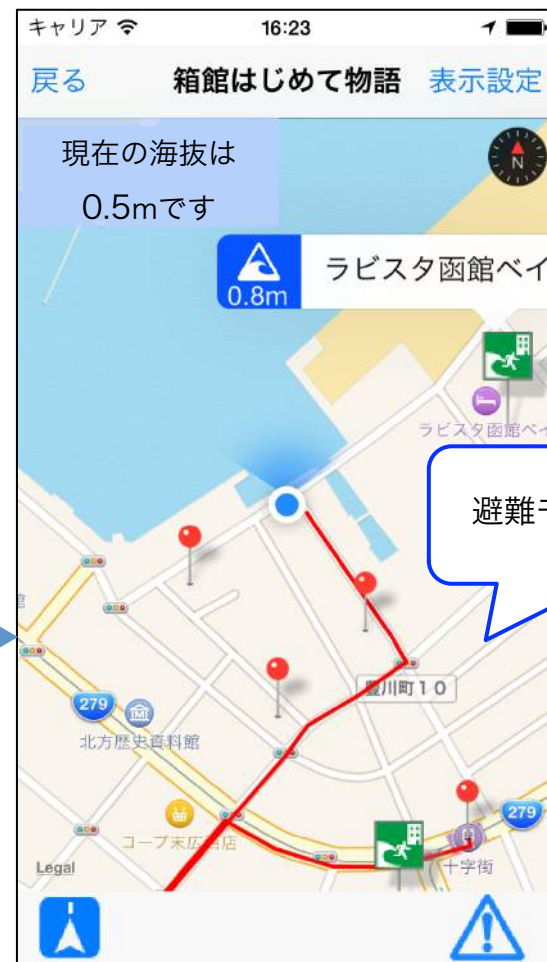 キャリア 16:23
戻る 箱館はじめて物語 表示設定
現在の海抜は
0.5mです
N
0.8m ラビスタ函館ベイ
ラビスタ函館ベイ
避難
豊川町10
279
北方歴史資料館
279
コープ末広店
十字街
Legal